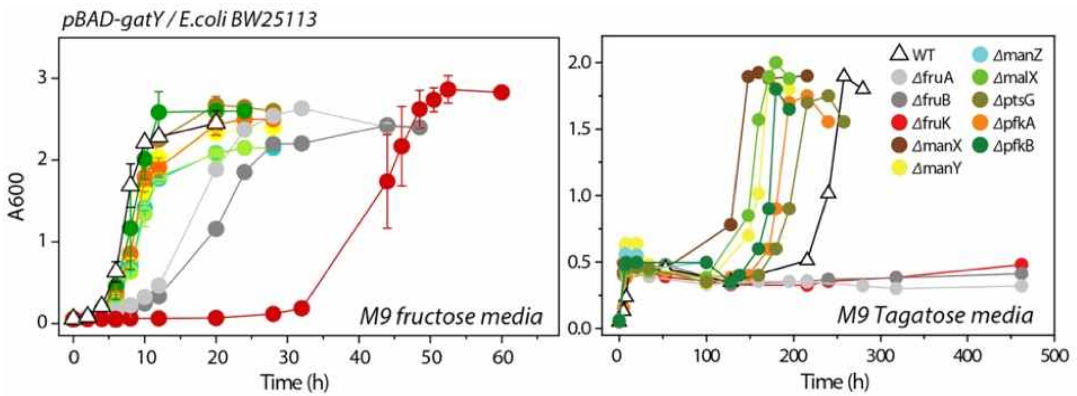 pBAD-gatY / E.coli BW25113
A600
3
2
1
0
M9 fructose media
0 10 20 30 40 50 60
Time (h)
2.0
1.5
1.0
0.5
0.0
WT
ΔfruA
ΔfruB
ΔfruK
ΔmanX
ΔmanY
ΔmanZ
ΔmalX
ΔptsG
ΔpfkA
ΔpfkB
M9 Tagatose media
0 100 200 300 400 500
Time (h)